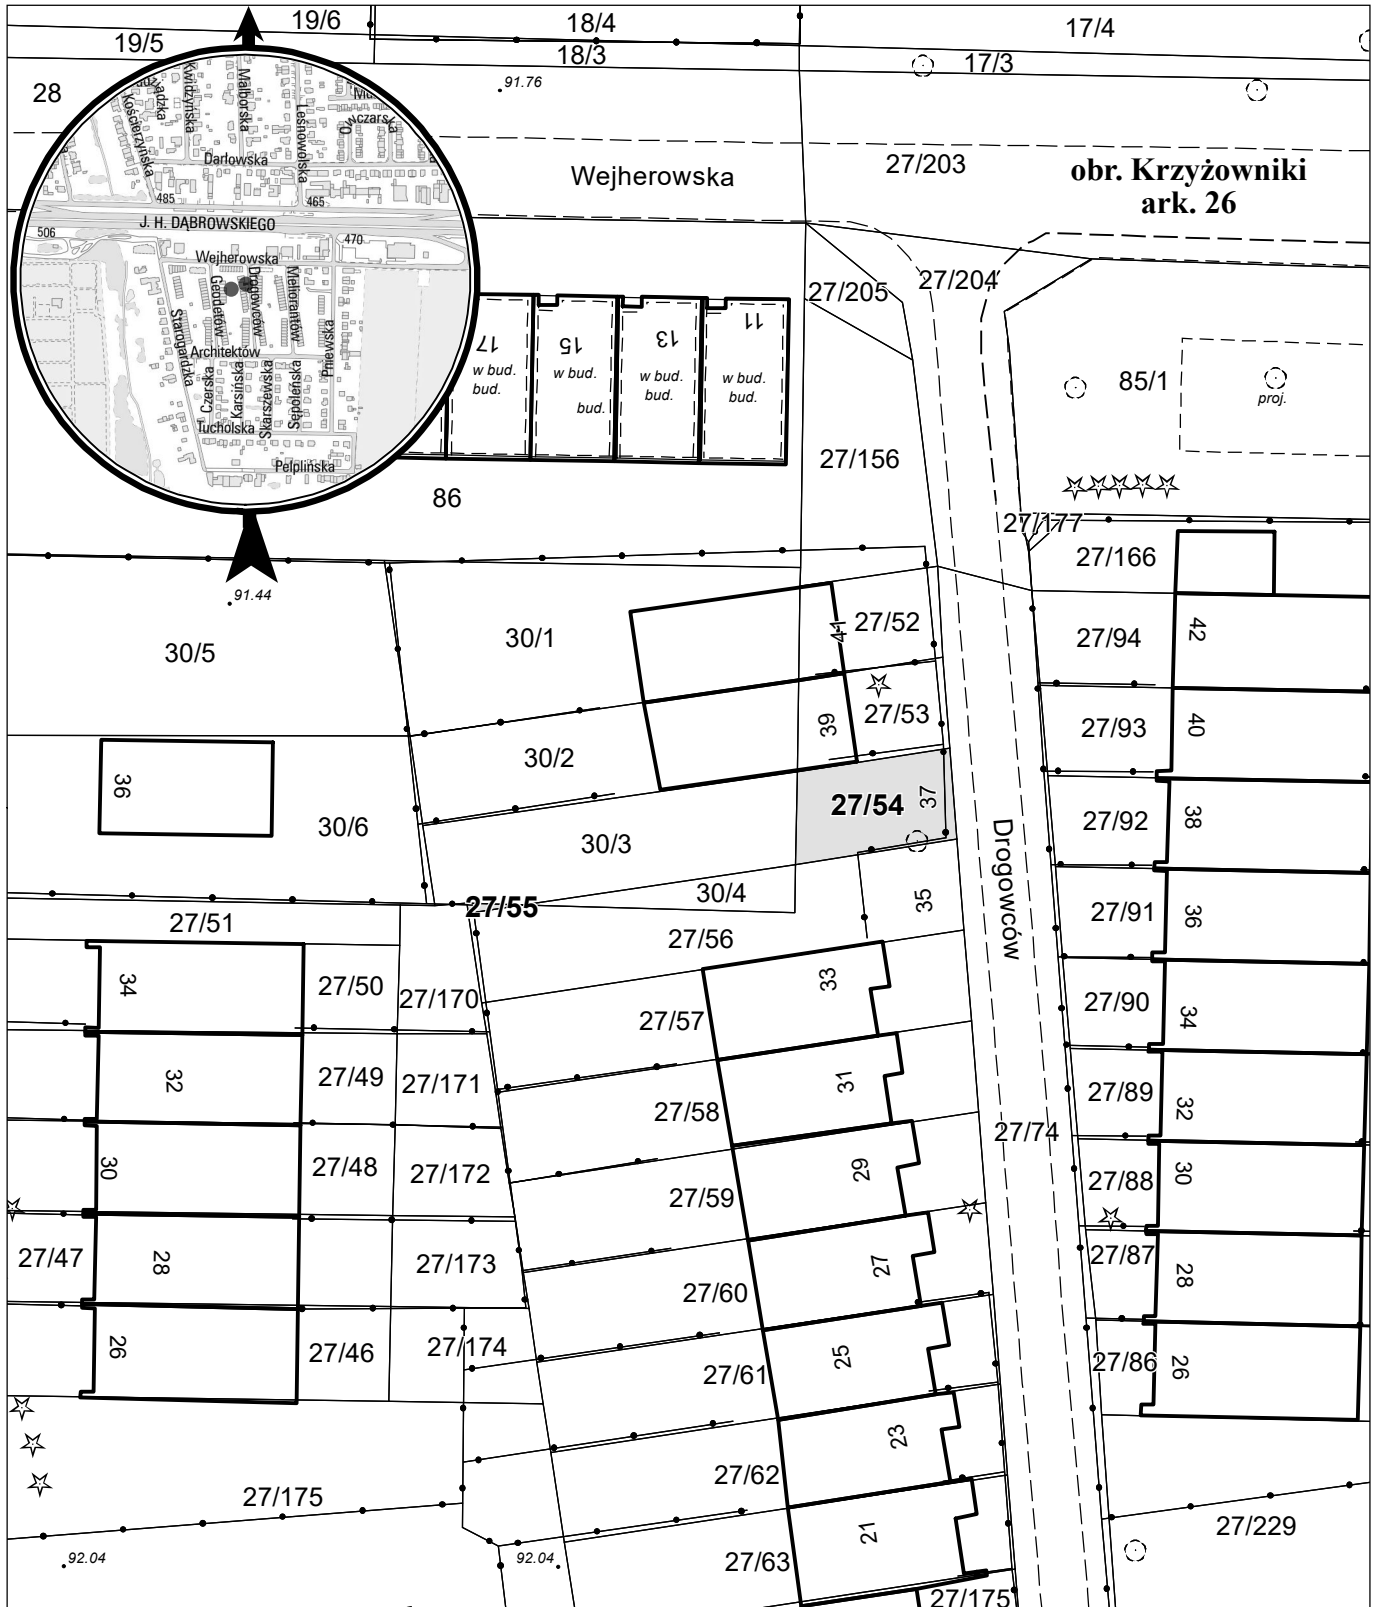 19/6
18/4
17/4
19/5
18/3
17/3
28
91.76
Wejherowska
27/203
obr. Krzyżowniki
ark. 26
Kościerzyńska
Kwidzyńska
Malborska
Leśnowolska
Darłowska
485
465
J. H. DĄBROWSKIEGO
506
470
Wejherowska
Geodetów
Drogowców
Meliorantów
Starogardzka
Pniewska
Architektów
Czerska
Karsińska
Skarszewska
Sępoleńska
Tucholska
Pelplińska
27/205
27/204
17
15
13
11
w bud.
bud.
w bud.
bud.
w bud.
bud.
w bud.
bud.
85/1
proj.
27/156
86
27/177
27/166
91.44
30/5
30/1
41
27/52
27/94
42
39
27/53
27/93
40
30/2
36
27/54
37
30/6
30/3
27/92
38
Drogowców
30/4
35
27/55
27/51
27/56
27/91
36
34
27/50
27/170
33
27/57
27/90
34
32
27/49
27/171
31
27/58
27/89
32
27/74
30
27/48
27/172
29
27/59
27/88
30
27/47
28
27/173
27
27/60
27/87
28
26
27/46
27/174
25
27/61
27/86
26
23
27/62
27/175
21
27/229
92.04
92.04
27/63
27/175